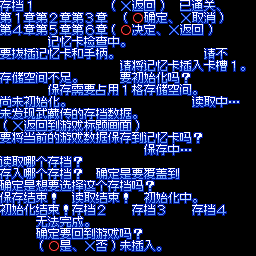 存档1 (×返回) 已通关。
第1章第2章第3章 (○确定、×取消)
第4章第5章第6章(○决定、×返回)
记忆卡检查中。
要拔插记忆卡和手柄。 请不
请将记忆卡插入卡槽1。
存储空间不足。 要初始化吗?
保存需要占用1格存储空间。
尚未初始化。 读取中…
未发现武藏传的存档数据。
(×返回到游戏标题画面)
要将当前的游戏数据保存到记忆卡吗?
保存中…
读取哪个存档?
存入哪个存档? 确定是要覆盖到
确定是想要选择这个存档吗?
保存结束! 读取结束! 初始化中。
初始化结束!存档2 存档3 存档4
无法完成。
确定要回到游戏吗?
(○是、×否)未插入。